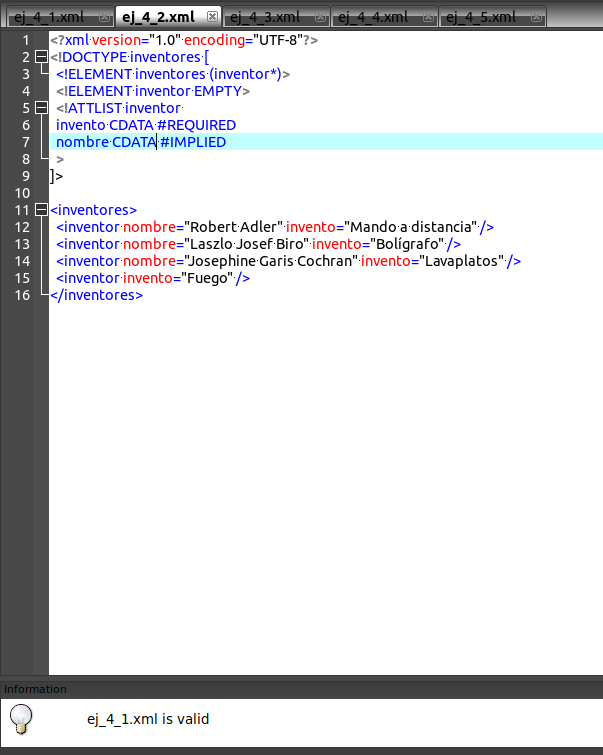 ej_4_1.xml ej_4_2.xml ej_4_3.xml ej_4_4.xml ej_4_5.xml
1 <?xml version="1.0" encoding="UTF-8"?>
2 <!DOCTYPE inventores [
3 <!ELEMENT inventores (inventor*)>
4 <!ELEMENT inventor EMPTY>
5 <!ATTLIST inventor
6 invento CDATA #REQUIRED
7 nombre CDATA #IMPLIED
8 >
9 ]>
10
11 <inventores>
12 <inventor nombre="Robert Adler" invento="Mando a distancia" />
13 <inventor nombre="Laszlo Josef Biro" invento="Bolígrafo" />
14 <inventor nombre="Josephine Garis Cochran" invento="Lavaplatos" />
15 <inventor invento="Fuego" />
16 </inventores>
Information
ej_4_1.xml is valid